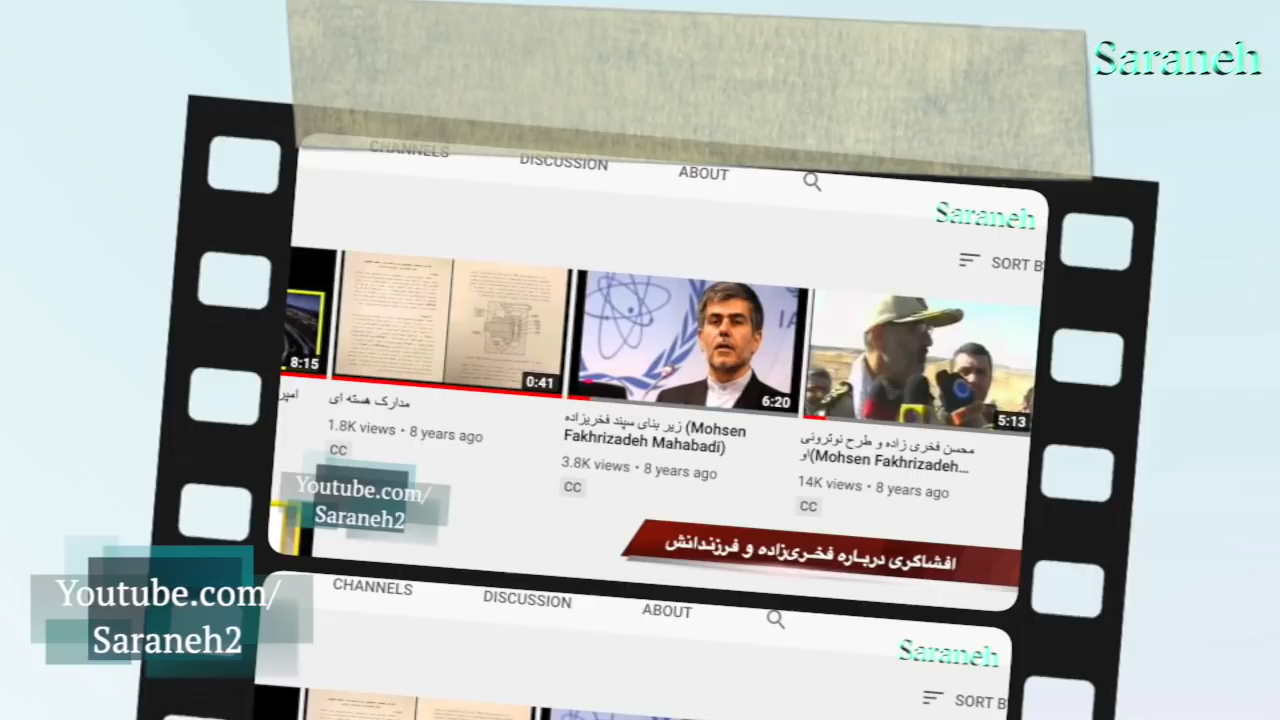 Saraneh
CHANNELS
DISCUSSION
ABOUT
Saraneh
SORT B
8:15
0:41
IA
6:20
5:13
امپر
مدارک هسته ای
1.8K views • 8 years ago
CC
زیر بنای سپند فخریزاده (Mohsen
Fakhrizadeh Mahabadi)
3.8K views • 8 years ago
CC
محسن فخری زاده و طرح نوترونی
او(Mohsen Fakhrizadeh...
14K views • 8 years ago
CC
Youtube.com/
Saraneh2
افشاگری درباره فخری‌زاده و فرزندانش
Youtube.com/
Saraneh2
CHANNELS
DISCUSSION
ABOUT
Saraneh
SORT B